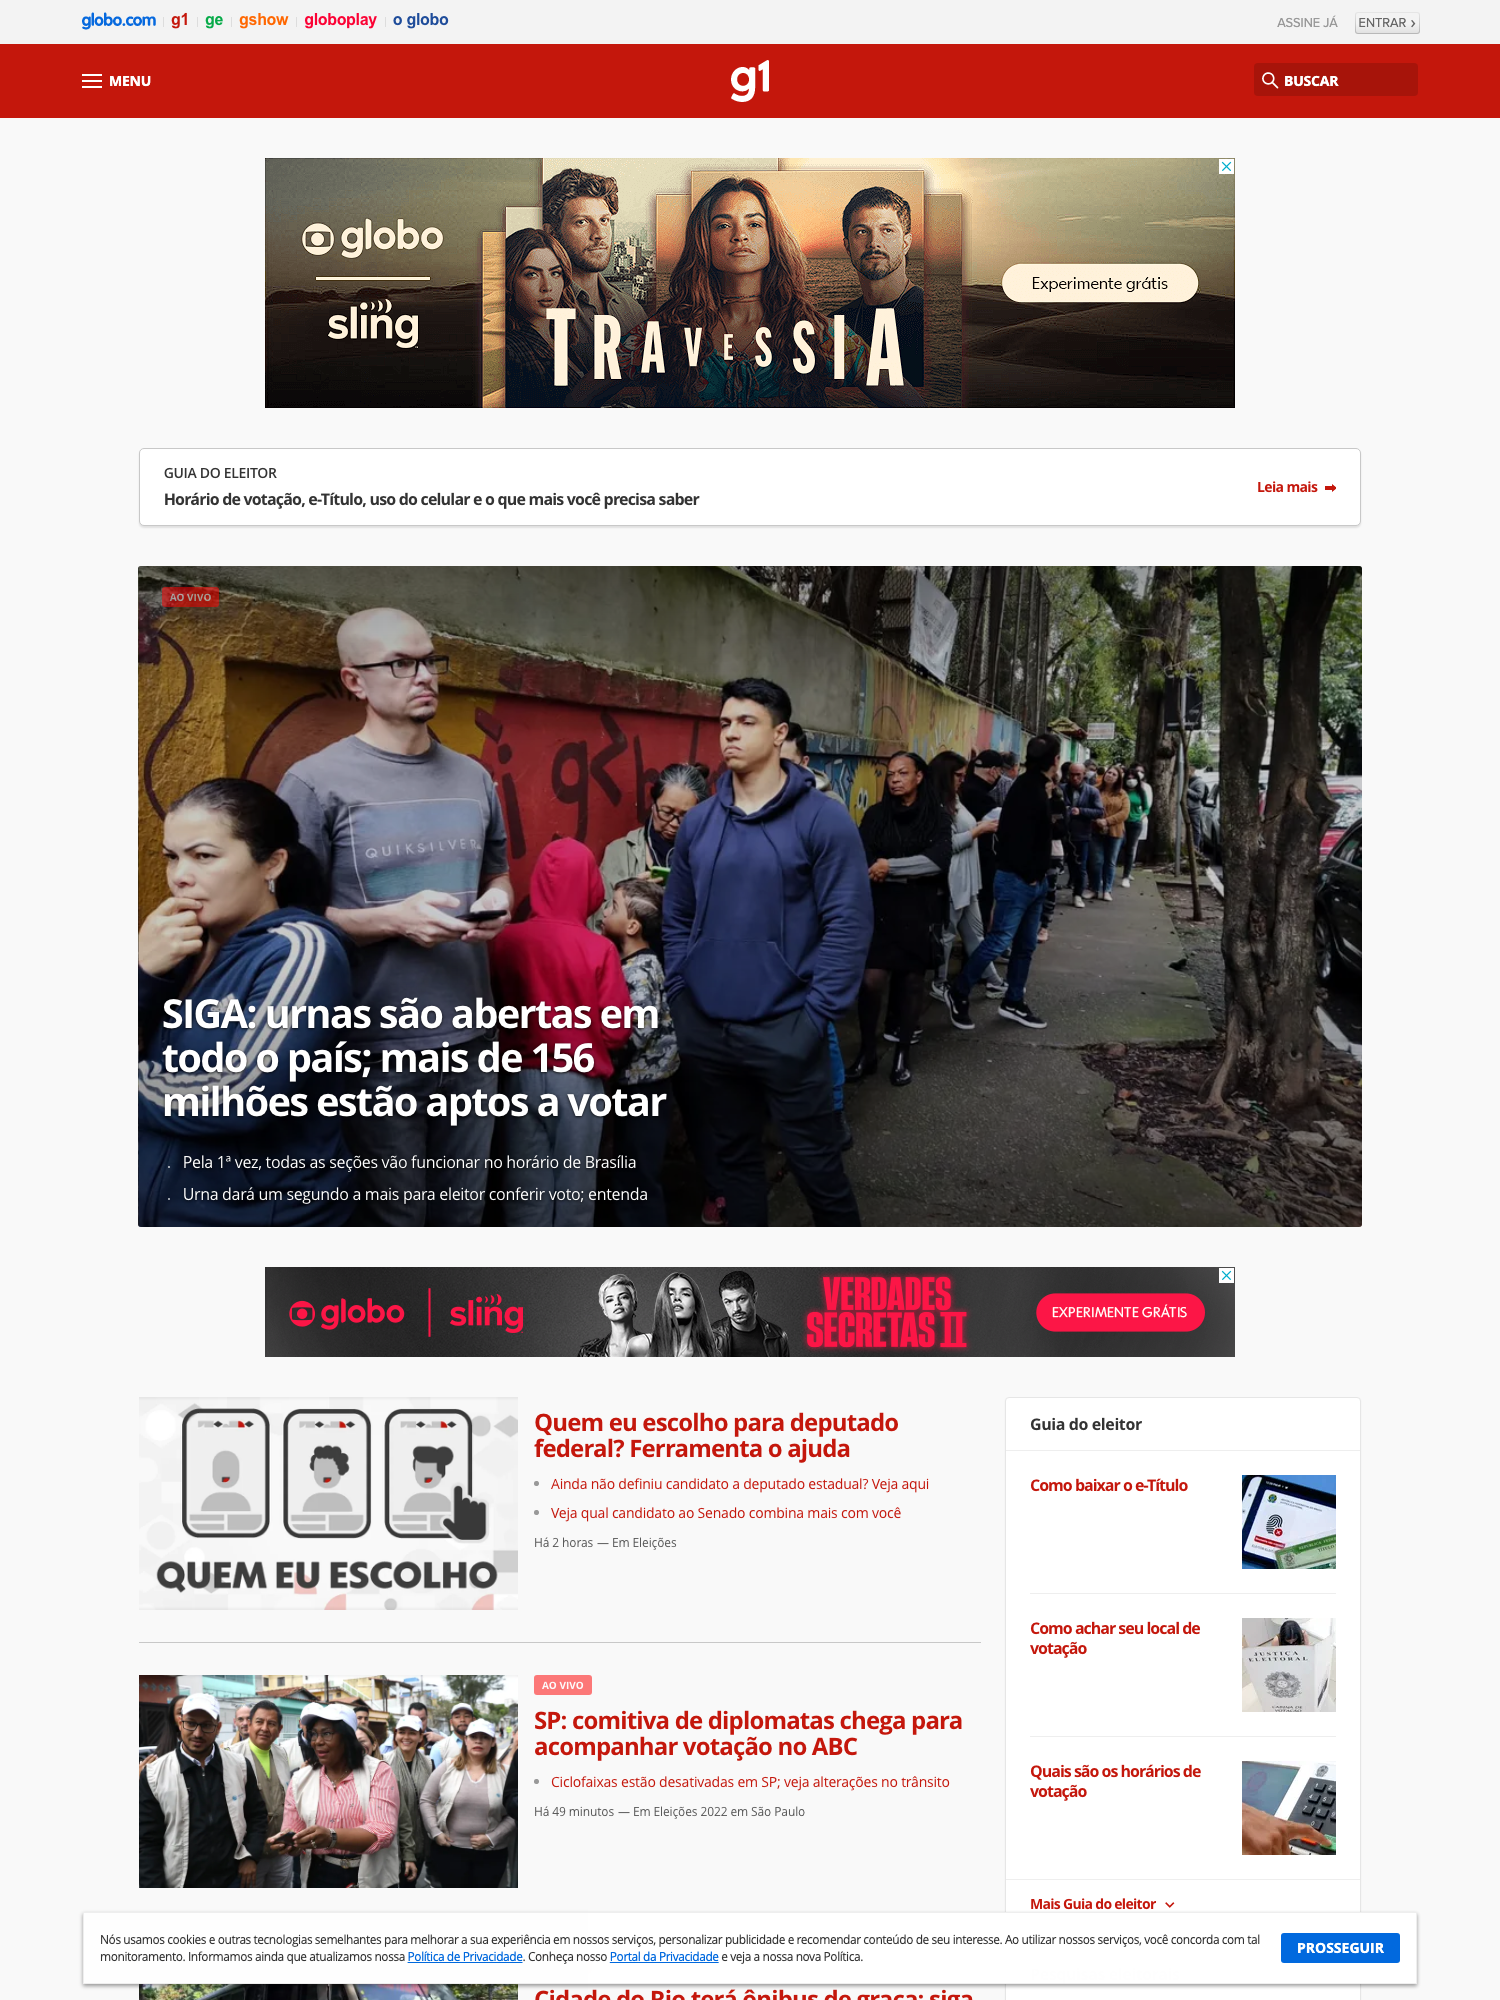 globo.com g1 ge gshow globoplay o globo
ASSINE JÁ ENTRAR ›
MENU
g1
BUSCAR
globo
sling
TRAVESSIA
Experimente grátis
GUIA DO ELEITOR
Horário de votação, e-Título, uso do celular e o que mais você precisa saber
Leia mais
AO VIVO
QUIKSILVER
SIGA: urnas são abertas em
todo o país; mais de 156
milhões estão aptos a votar
. Pela 1ª vez, todas as seções vão funcionar no horário de Brasília
. Urna dará um segundo a mais para eleitor conferir voto; entenda
globo sling
VERDADES
SECRETAS II
EXPERIMENTE GRÁTIS
QUEM EU ESCOLHO
Quem eu escolho para deputado
federal? Ferramenta o ajuda
• Ainda não definiu candidato a deputado estadual? Veja aqui
• Veja qual candidato ao Senado combina mais com você
Há 2 horas — Em Eleições
AO VIVO
SP: comitiva de diplomatas chega para
acompanhar votação no ABC
• Ciclofaixas estão desativadas em SP; veja alterações no trânsito
Há 49 minutos — Em Eleições 2022 em São Paulo
Guia do eleitor
Como baixar o e-Título
Como achar seu local de
votação
JUSTIÇA
ELEITORAL
Quais são os horários de
votação
Mais Guia do eleitor
Nós usamos cookies e outras tecnologias semelhantes para melhorar a sua experiência em nossos serviços, personalizar publicidade e recomendar conteúdo de seu interesse. Ao utilizar nossos serviços, você concorda com tal
monitoramento. Informamos ainda que atualizamos nossa Política de Privacidade. Conheça nosso Portal da Privacidade e veja a nossa nova Política.
PROSSEGUIR
Cidade do Rio terá ônibus de graça; siga